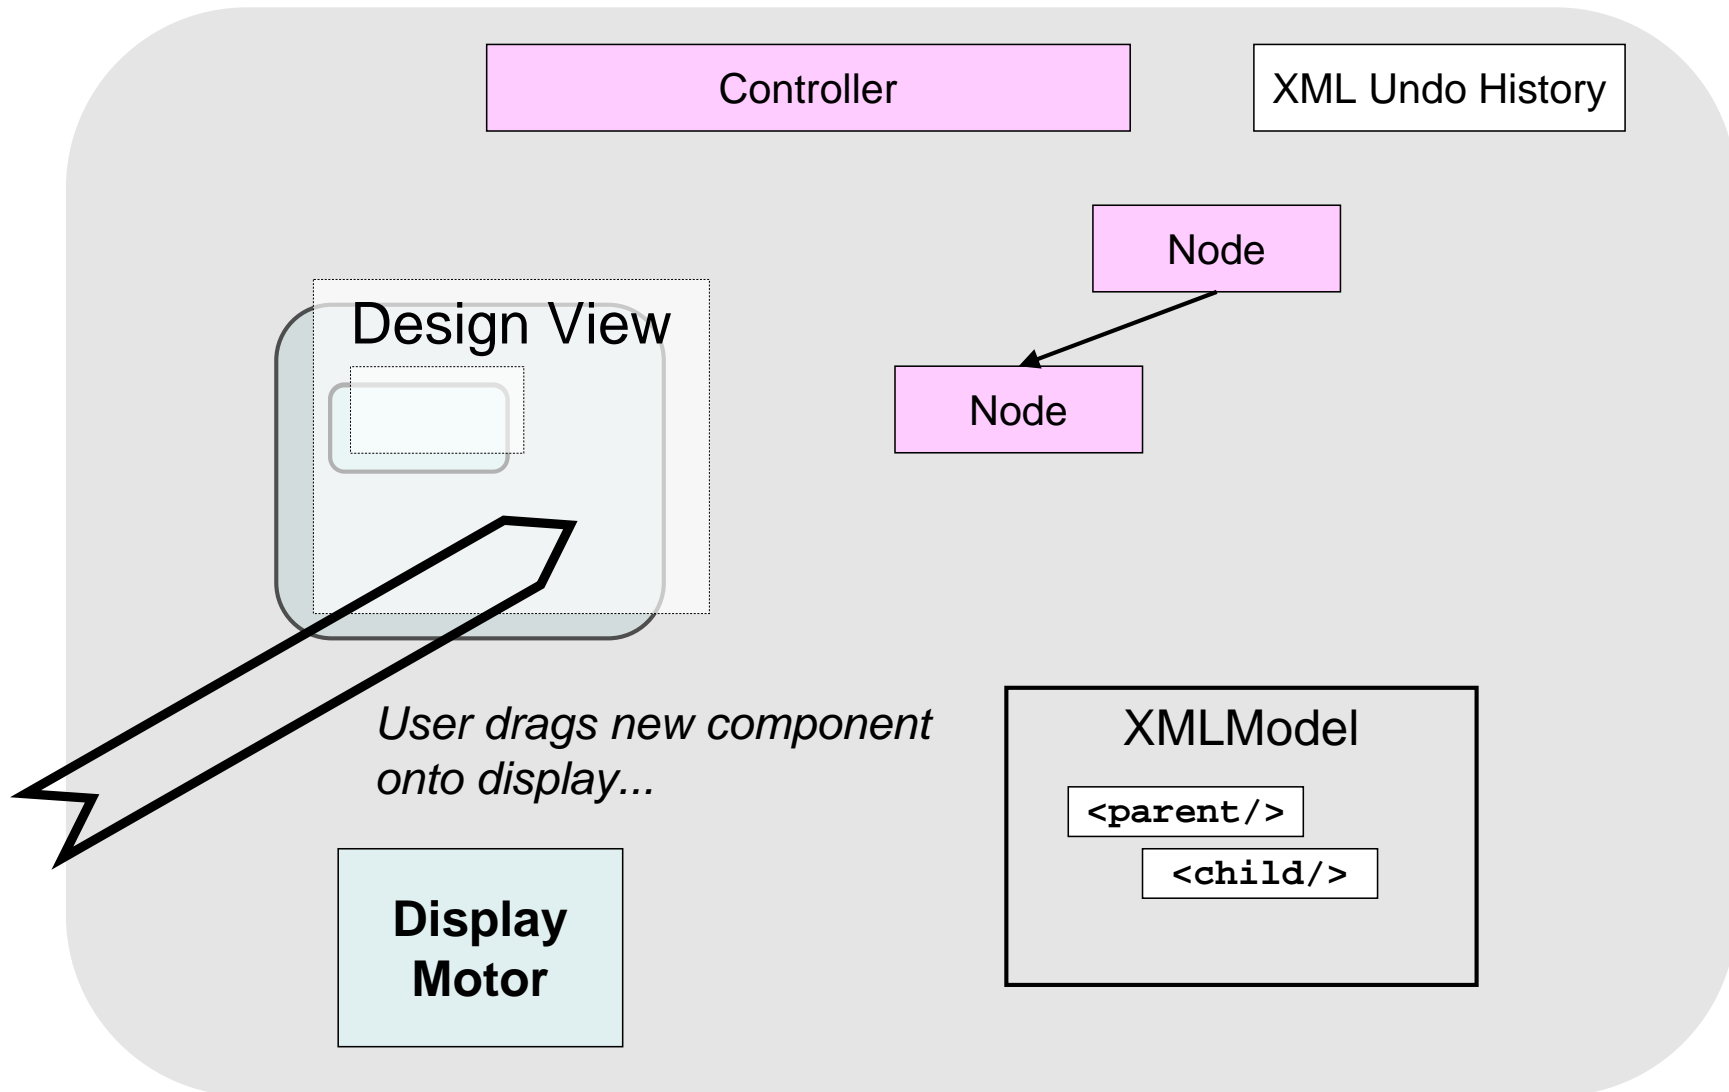 Controller
XML Undo History
Node
Design View
Node
User drags new component
onto display...
XMLModel
<parent/>
<child/>
Display
Motor